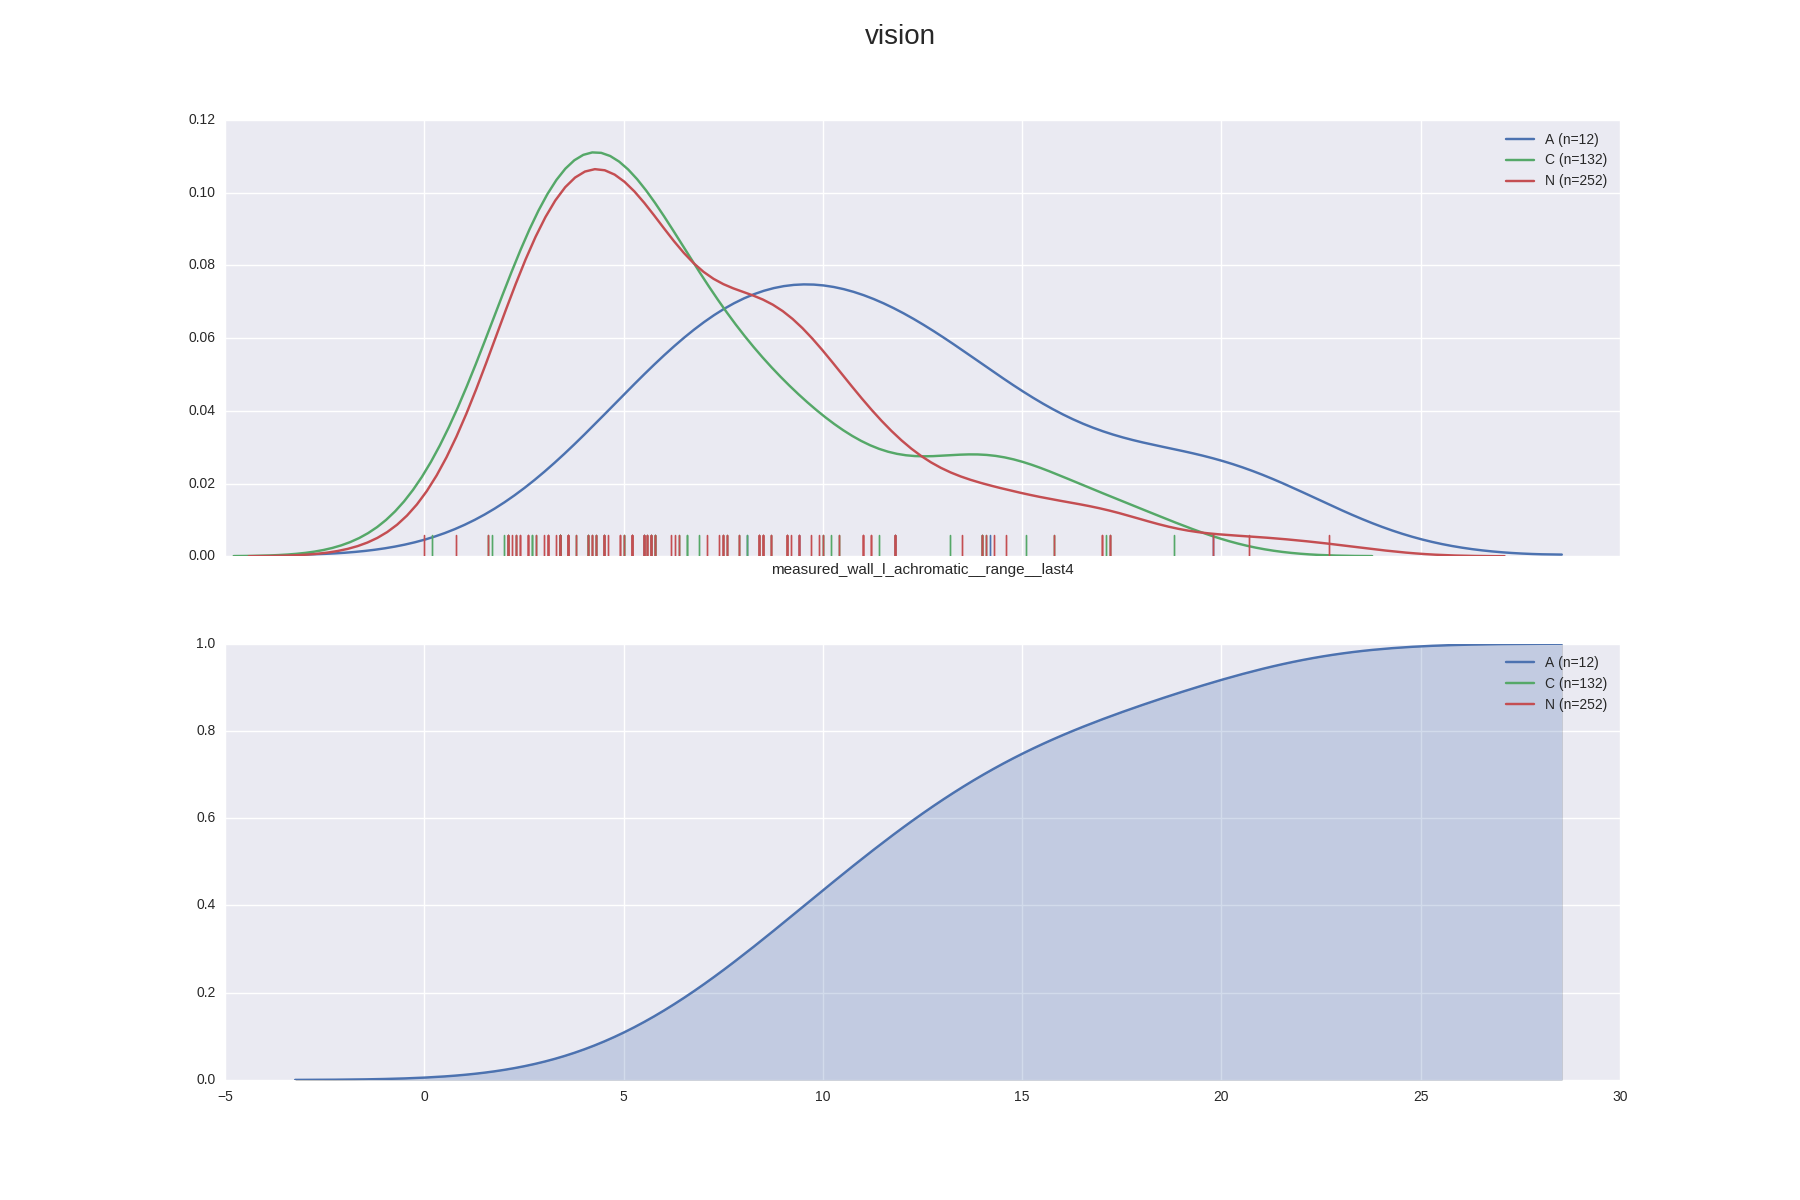 vision
0.12
0.10
0.08
0.06
0.04
0.02
0.00
A (n=12)
C (n=132)
N (n=252)
measured_wall_l_achromatic__range__last4
1.0
0.8
0.6
0.4
0.2
0.0
A (n=12)
C (n=132)
N (n=252)
−5 0 5 10 15 20 25 30